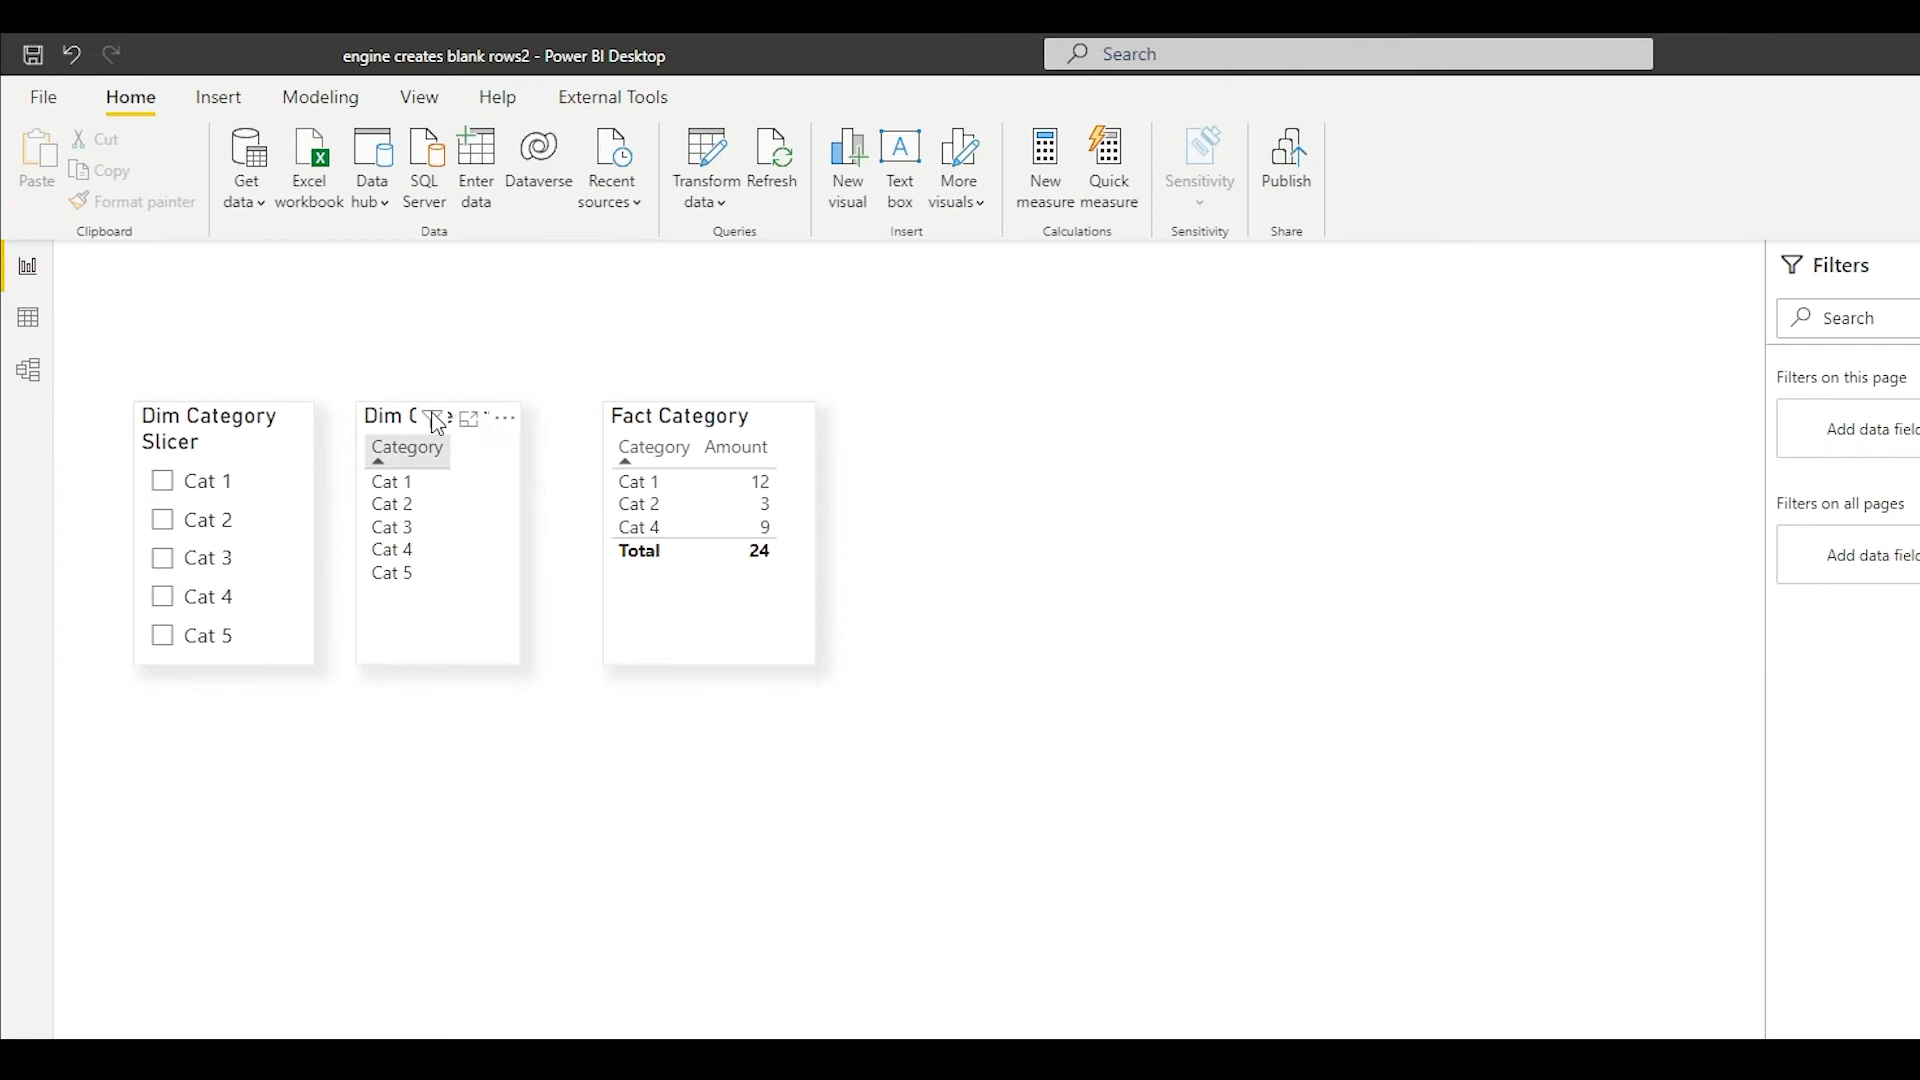 engine creates blank rows2 - Power BI Desktop
Search
File Home Insert Modeling View Help External Tools
Paste
Cut
Copy
Format painter
Clipboard
Get data
Excel workbook
Data hub
SQL Server
Enter data
Dataverse
Recent sources
Data
Transform data
Refresh
Queries
New visual
Text box
More visuals
Insert
New measure
Quick measure
Calculations
Sensitivity
Sensitivity
Publish
Share
Dim Category
Slicer
Cat 1
Cat 2
Cat 3
Cat 4
Cat 5
Dim
Category
Cat 1
Cat 2
Cat 3
Cat 4
Cat 5
Fact Category
Category Amount
Cat 1 12
Cat 2 3
Cat 4 9
Total 24
Filters
Search
Filters on this page
Add data
Filters on all pages
Add data